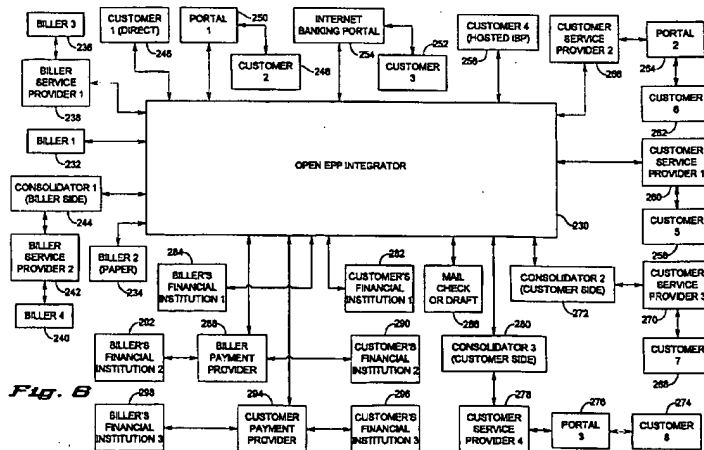 BILLER 3
236
CUSTOMER
1 (DIRECT)
246
PORTAL
1
250
CUSTOMER
2
248
INTERNET
BANKING PORTAL
254
252
CUSTOMER
3
CUSTOMER 4
(HOSTED IBP)
256
CUSTOMER
SERVICE
PROVIDER 2
266
PORTAL
2
264
BILLER
SERVICE
PROVIDER 1
238
CUSTOMER
6
262
BILLER 1
232
OPEN EPP INTEGRATOR
230
CUSTOMER
SERVICE
PROVIDER 1
260
CONSOLIDATOR 1
(BILLER SIDE)
244
CUSTOMER
5
258
BILLER
SERVICE
PROVIDER 2
242
BILLER 2
(PAPER)
234
284
BILLER'S
FINANCIAL
INSTITUTION 1
282
CUSTOMER'S
FINANCIAL
INSTITUTION 1
MAIL
CHECK
OR DRAFT
286
CONSOLIDATOR 2
(CUSTOMER SIDE)
272
CUSTOMER
SERVICE
PROVIDER 3
270
BILLER 4
240
292
BILLER'S
FINANCIAL
INSTITUTION 2
288
BILLER
PAYMENT
PROVIDER
290
CUSTOMER'S
FINANCIAL
INSTITUTION 2
280
CONSOLIDATOR 3
(CUSTOMER SIDE)
CUSTOMER
7
268
Fig. 6
298
BILLER'S
FINANCIAL
INSTITUTION 3
294
CUSTOMER
PAYMENT
PROVIDER
296
CUSTOMER'S
FINANCIAL
INSTITUTION 3
278
CUSTOMER
SERVICE
PROVIDER 4
276
PORTAL
3
274
CUSTOMER
8